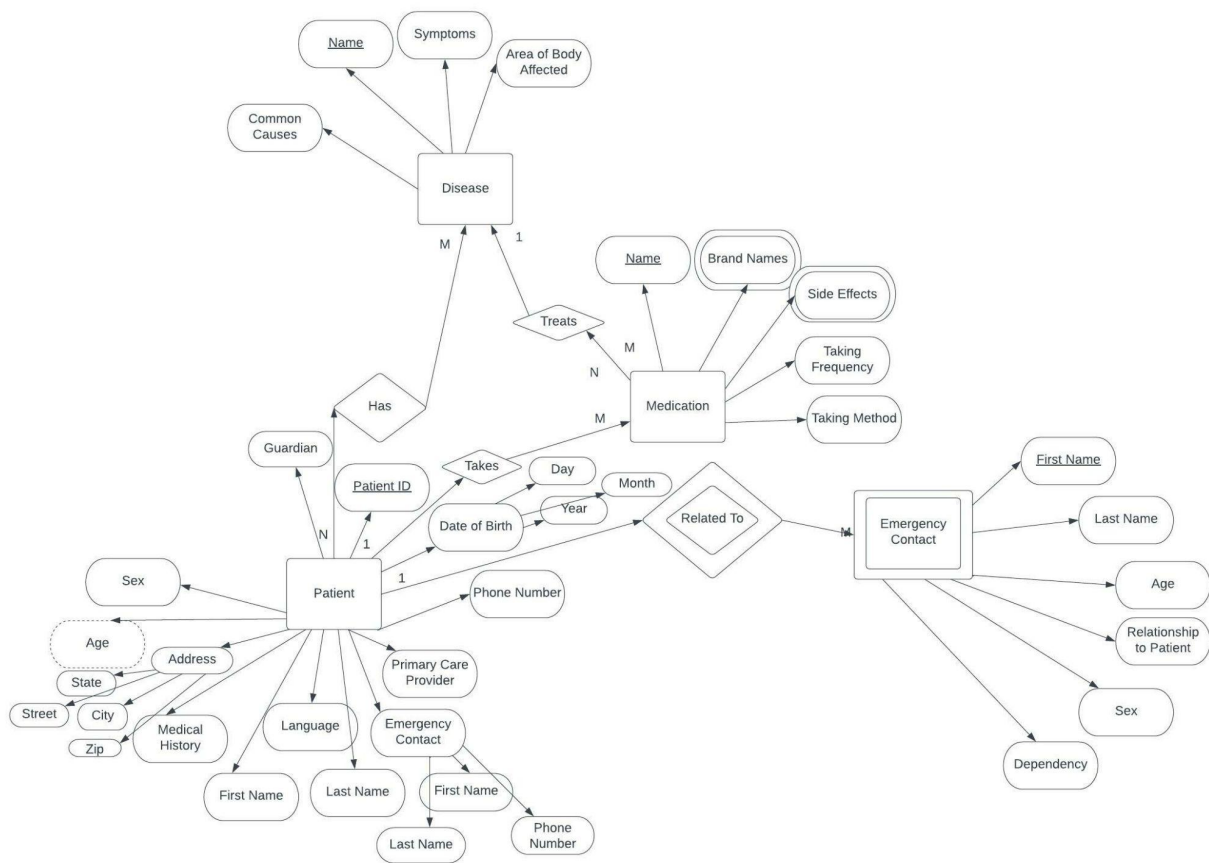 Name
Symptoms
Area of Body
Affected
Common
Causes
Disease
M
1
Name
Brand Names
Side Effects
Treats
M
N
Taking
Frequency
Medication
Taking Method
Has
M
Guardian
Takes
Day
Month
Patient ID
Year
Date of Birth
First Name
Related To
M
Emergency
Contact
Last Name
N
1
1
Sex
Patient
Phone Number
Age
Age
Relationship
to Patient
Address
Primary Care
Provider
State
Street
City
Zip
Medical
History
Language
Emergency
Contact
Sex
First Name
Last Name
First Name
Dependency
Last Name
Phone
Number